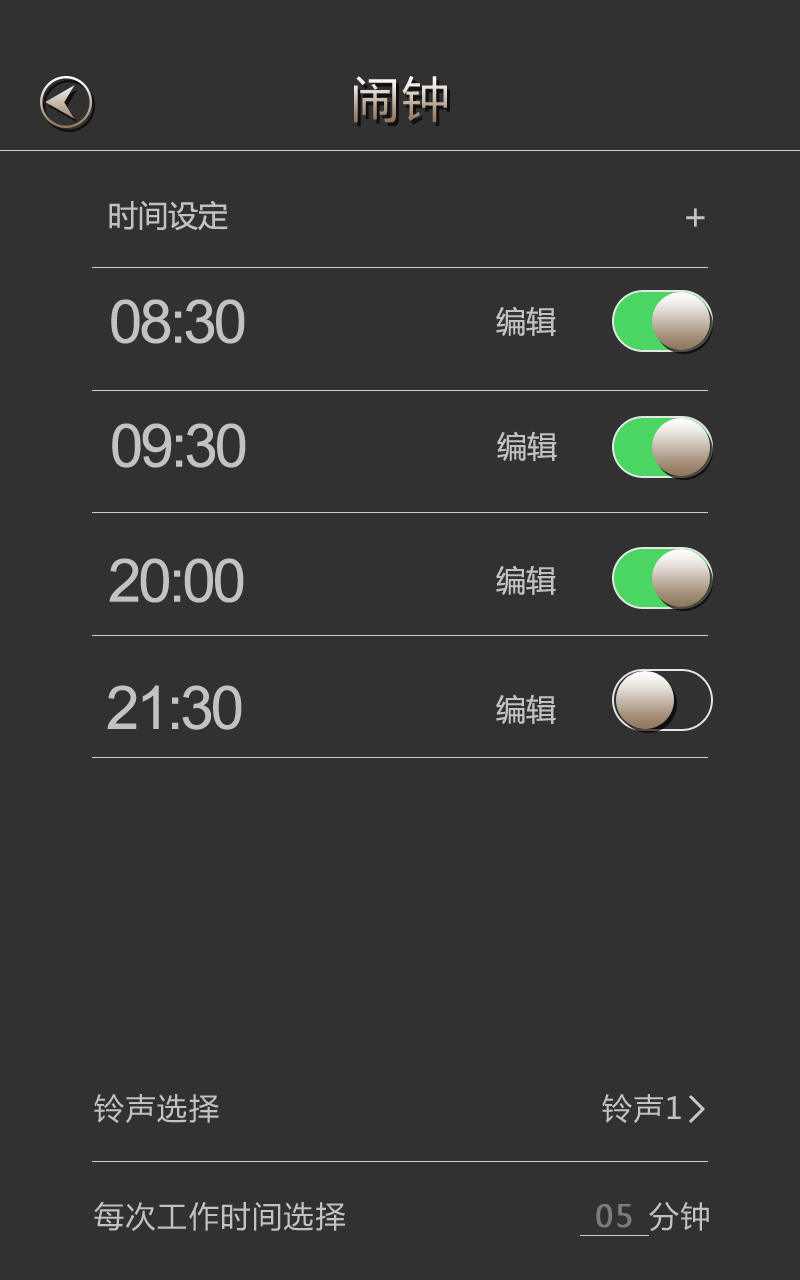 闹钟
时间设定 +
08:30 编辑
09:30 编辑
20:00 编辑
21:30 编辑
铃声选择 铃声1
每次工作时间选择 05 分钟